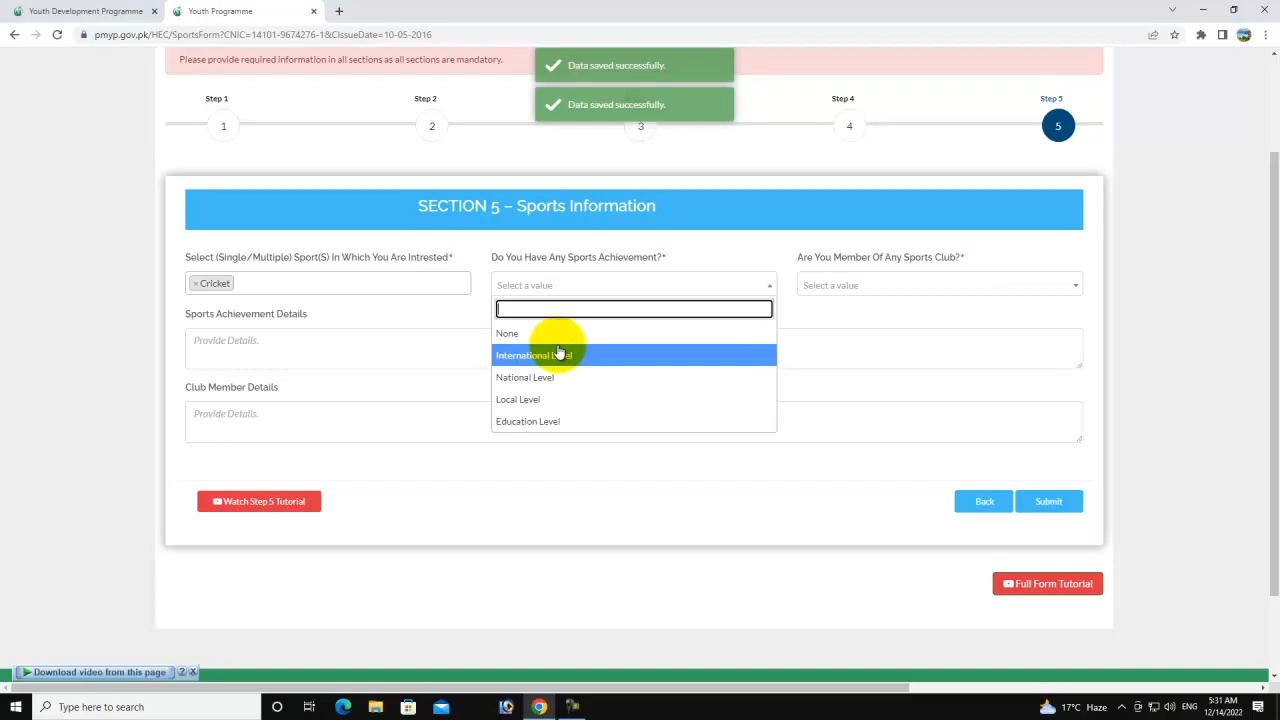 Youth Development Programme
Youth Programme
pmyp.gov.pk/HEC/SportsForm?CNIC=14101-9674276-1&CIssueDate=10-05-2016
Please provide required information in all sections as all sections are mandatory.
Data saved successfully.
Data saved successfully.
Step 1
Step 2
Step 4
Step 5
1
2
3
4
5
SECTION 5 – Sports Information
Select (Single/Multiple) Sport(S) In Which You Are Intrested*
Do You Have Any Sports Achievement?*
Are You Member Of Any Sports Club?*
× Cricket
Select a value
Select a value
None
International Level
National Level
Local Level
Education Level
Sports Achievement Details
Provide Details.
Club Member Details
Provide Details.
Watch Step 5 Tutorial
Back
Submit
Full Form Tutorial
Download video from this page
?
X
Type here to search
17°C Haze
5:31 AM
12/14/2022